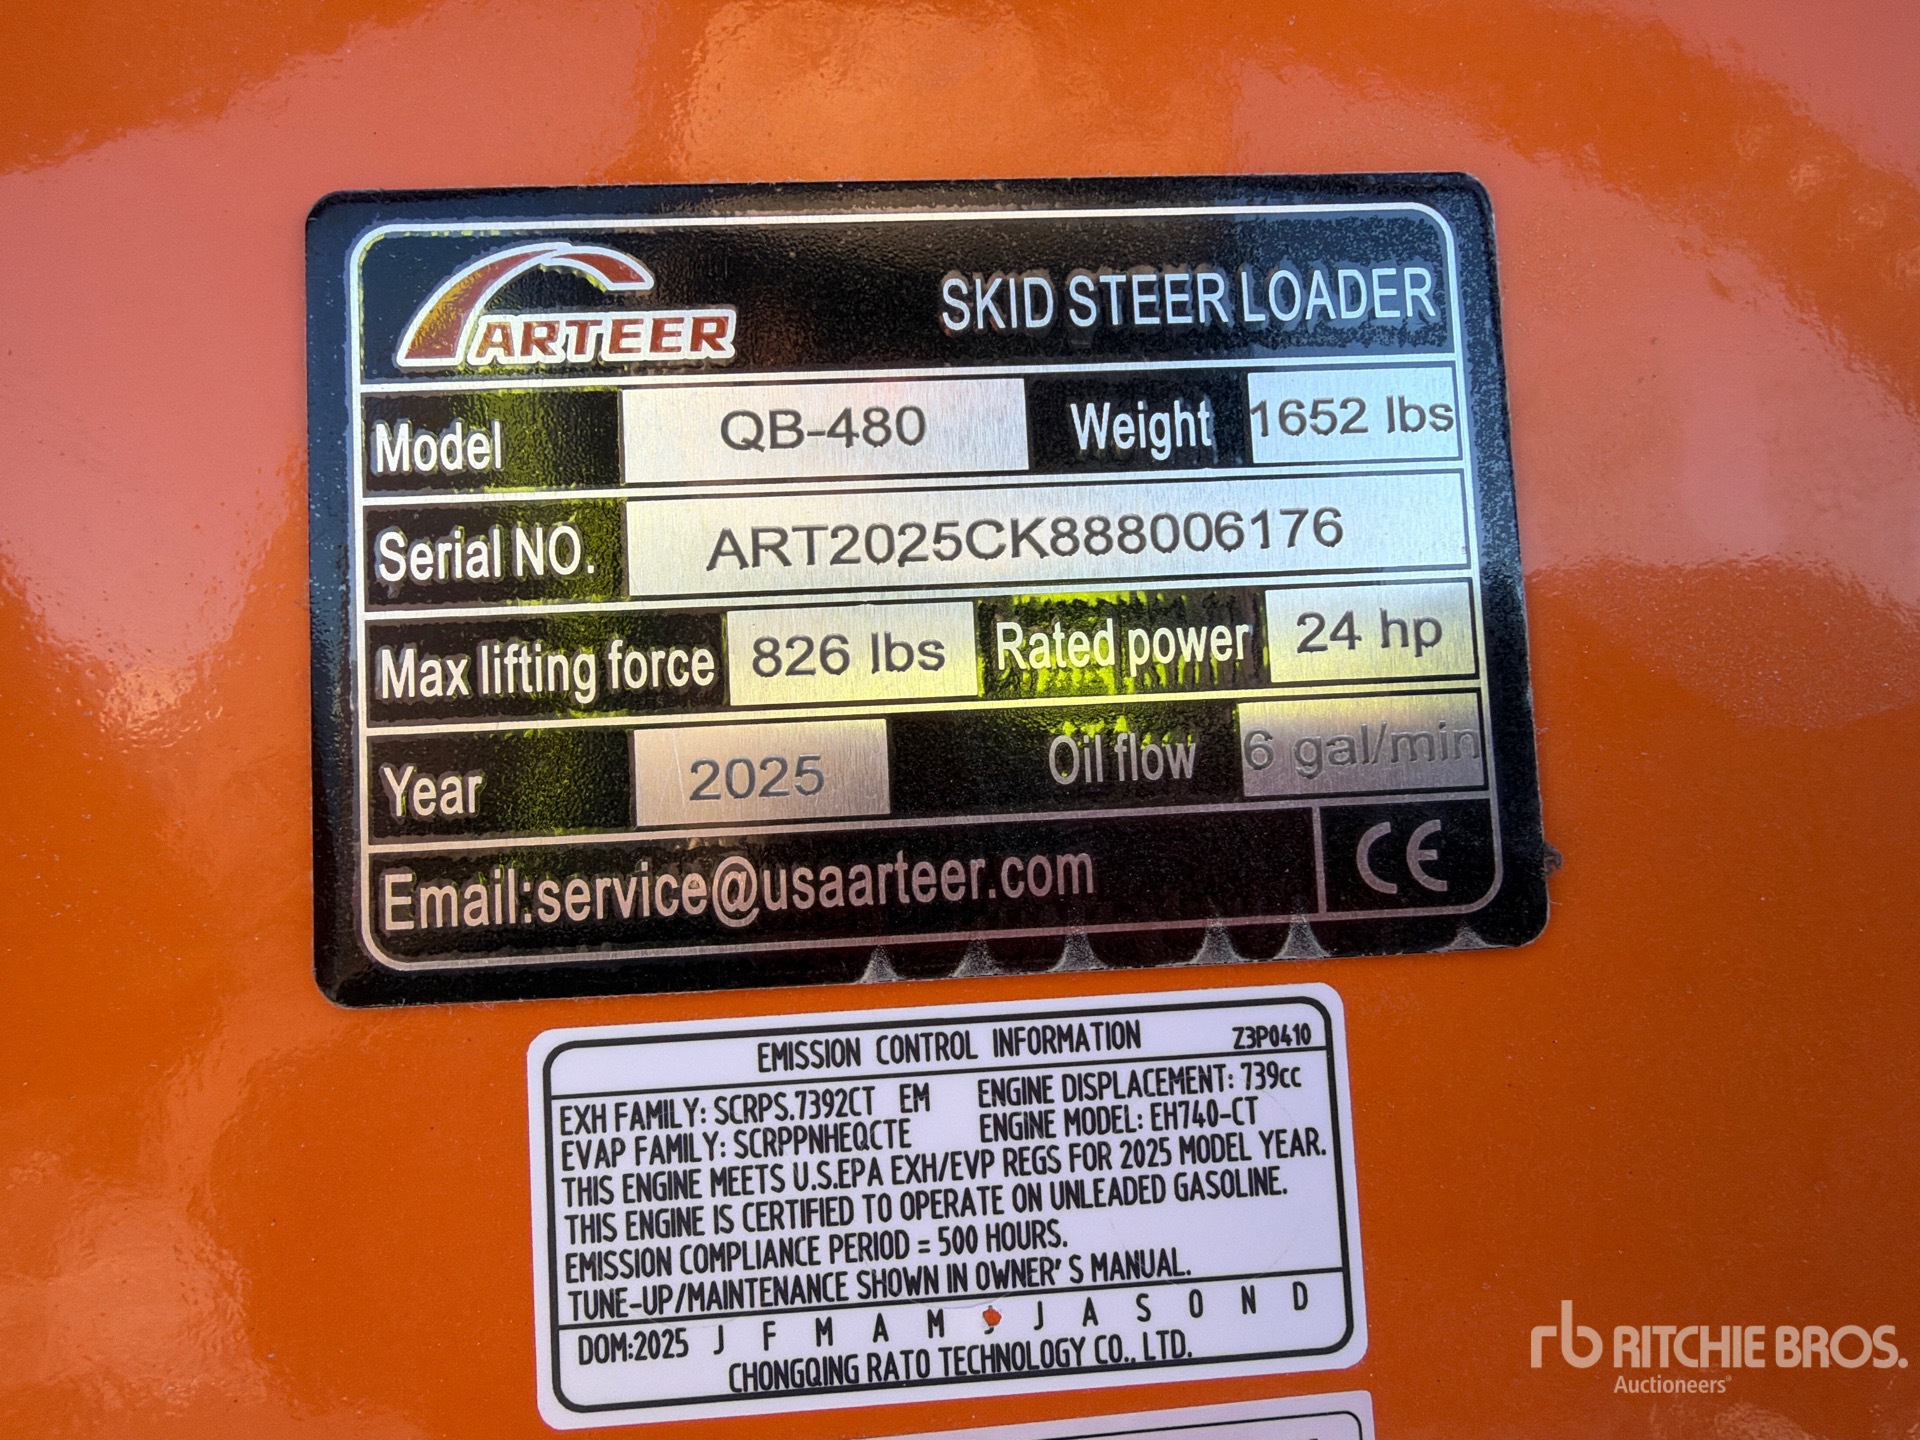 ARTEER
SKID STEER LOADER
Model QB-480 Weight 1652 lbs
Serial NO. ART2025CK888006176
Max lifting force 826 lbs Rated power 24 hp
Year 2025 Oil flow 6 gal/min
Email:service@usaarteer.com CE
EMISSION CONTROL INFORMATION Z3P0410
EXH FAMILY: SCRPS.7392CT EM ENGINE DISPLACEMENT: 739cc
EVAP FAMILY: SCRPPNHEQCTE ENGINE MODEL: EH740-CT
THIS ENGINE MEETS U.S.EPA EXH/EVP REGS FOR 2025 MODEL YEAR.
THIS ENGINE IS CERTIFIED TO OPERATE ON UNLEADED GASOLINE.
EMISSION COMPLIANCE PERIOD = 500 HOURS.
TUNE-UP/MAINTENANCE SHOWN IN OWNER'S MANUAL.
DOM:2025 J F M A M J J A S O N D
CHONGQING RATO TECHNOLOGY CO., LTD.
rb RITCHIE BROS.
Auctioneers